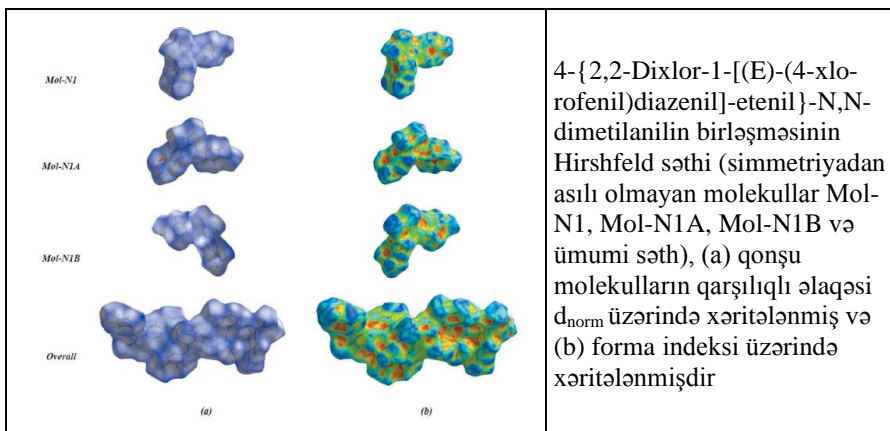 Mol-N1
Mol-N1A
Mol-N1B
Overall
(a)
(b)
4-{2,2-Dixlor-1-[(E)-(4-xlo-
rofenil)diazenil]-etenil}-N,N-
dimetilanilin birləşməsinin
Hirshfeld səthi (simmetriyadan
asılı olmayan molekullar Mol-
N1, Mol-N1A, Mol-N1B və
ümumi səth), (a) qonşu
molekulların qarşılıqlı əlaqəsi
dnorm üzərində xəritələnmiş və
(b) forma indeksi üzərində
xəritələnmişdir